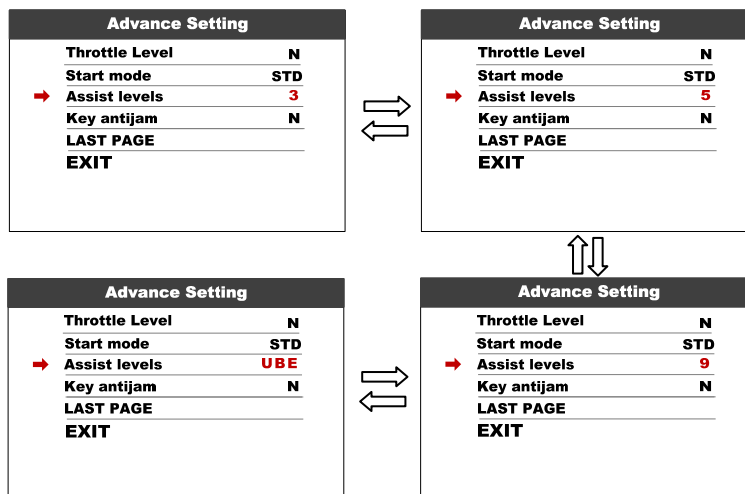 Advance Setting
Throttle Level N
Start mode STD
Assist levels 3
Key antijam N
LAST PAGE
EXIT
Advance Setting
Throttle Level N
Start mode STD
Assist levels 5
Key antijam N
LAST PAGE
EXIT
Advance Setting
Throttle Level N
Start mode STD
Assist levels UBE
Key antijam N
LAST PAGE
EXIT
Advance Setting
Throttle Level N
Start mode STD
Assist levels 9
Key antijam N
LAST PAGE
EXIT